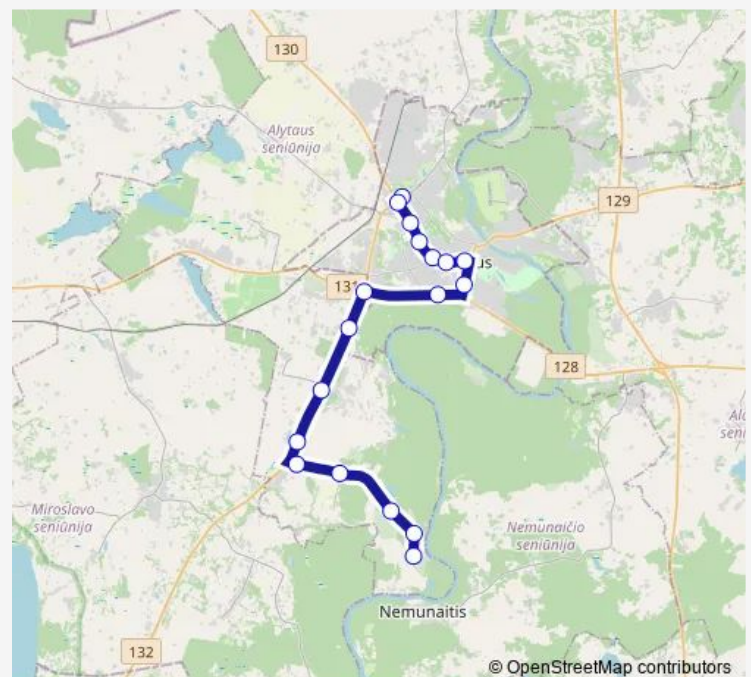 130
Alytaus
seniūnija
129
us
131
128
Miroslavo
seniūnija
Nemunaičio
seniūnija
Nemunaitis
132
© OpenStreetMap contributors